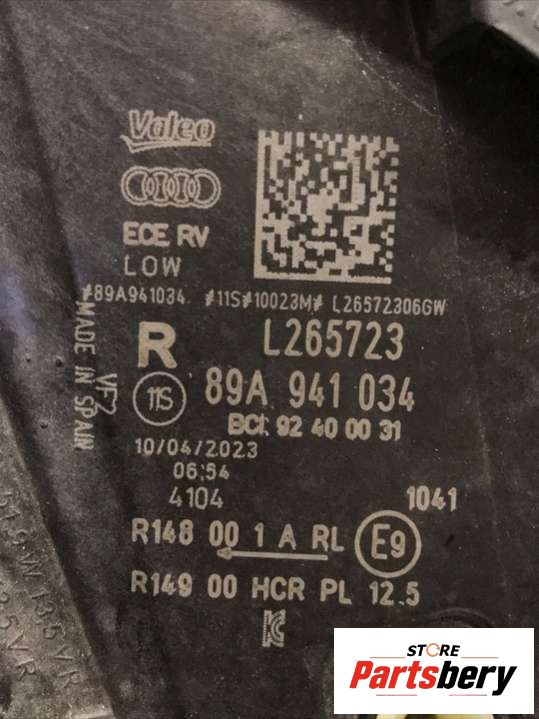 Valeo
ECE RV
LOW
#89A941034 #11S#10023M# L26572306GW
R
L265723
11S
89A 941 034
VF2
MADE IN SPAIN
BCI: 92 40 00 31
10/04/2023
06:54
4104
1041
R148 00 1 A RL
E9
R149 00 HCR PL 12.5
STORE
Partsbery